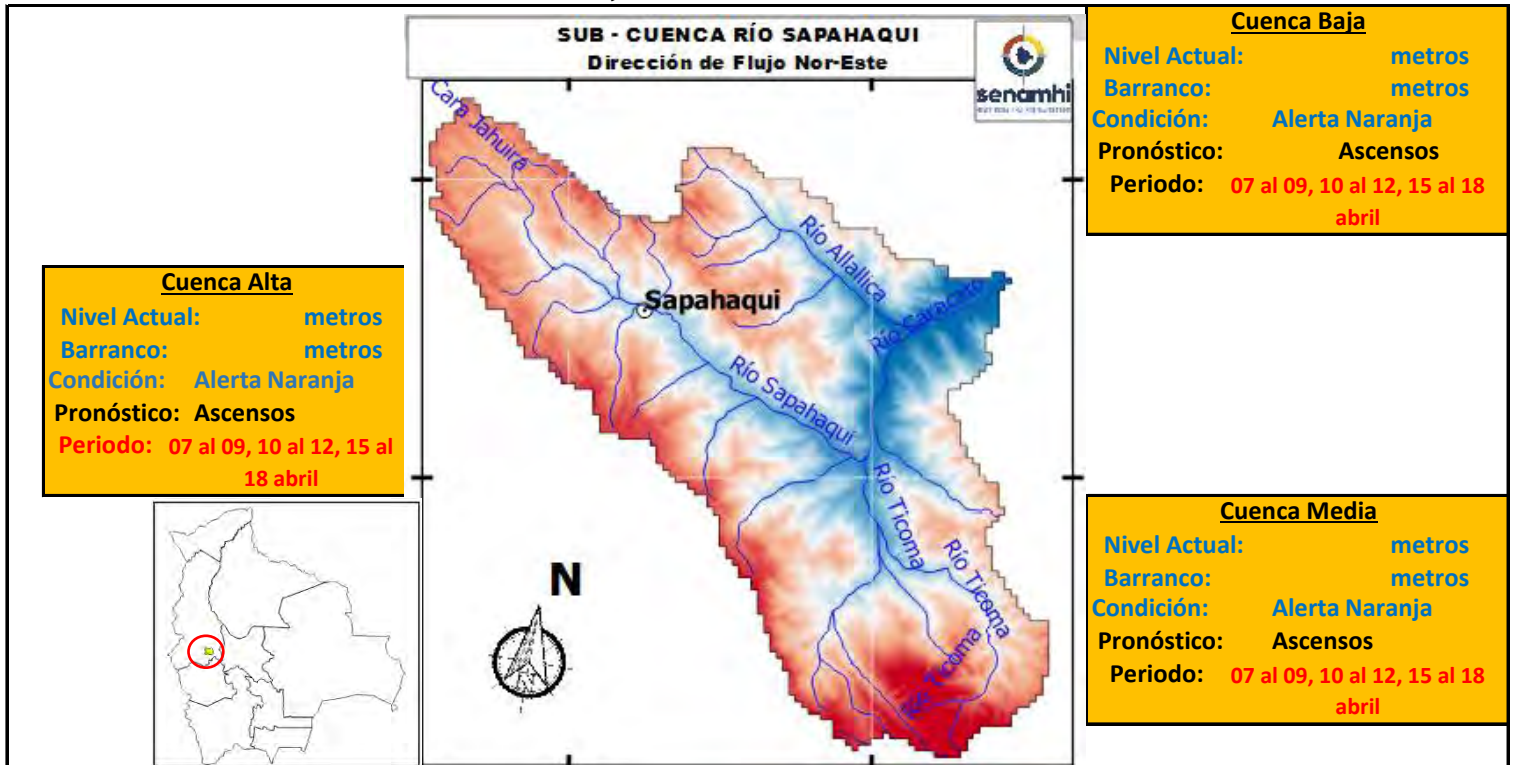 SUB - CUENCA RÍO SAPAHAQUI
Dirección de Flujo Nor-Este
senamhi
Cuenca Baja
Nivel Actual: metros
Barranco: metros
Condición: Alerta Naranja
Pronóstico: Ascensos
Periodo: 07 al 09, 10 al 12, 15 al 18
abril
Cuenca Alta
Nivel Actual: metros
Barranco: metros
Condición: Alerta Naranja
Pronóstico: Ascensos
Periodo: 07 al 09, 10 al 12, 15 al
18 abril
Cara Jahuira
Río Allallica
Río Caracato
Sapahaqui
Río Sapahaqui
Río Ticoma
Río Ticoma
Río Ticoma
N
Cuenca Media
Nivel Actual: metros
Barranco: metros
Condición: Alerta Naranja
Pronóstico: Ascensos
Periodo: 07 al 09, 10 al 12, 15 al 18
abril